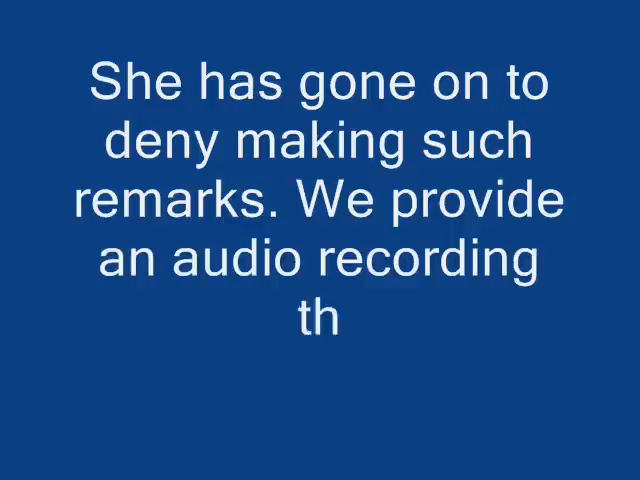 She has gone on to
deny making such
remarks. We provide
an audio recording
th